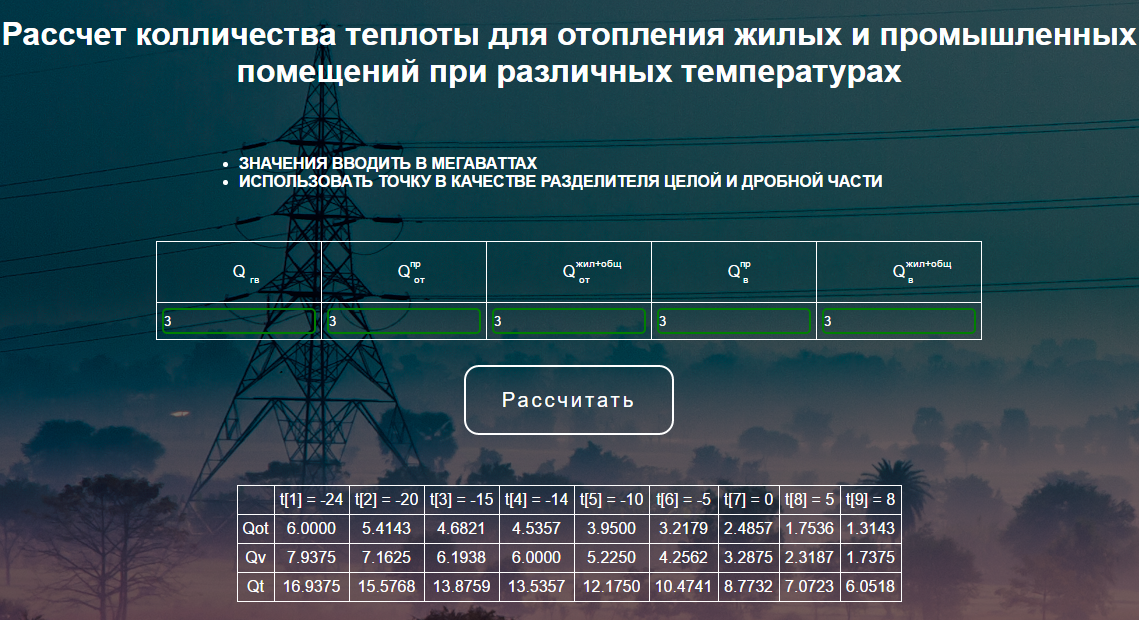 Рассчет колличества теплоты для отопления жилых и промышленных
помещений при различных температурах
ЗНАЧЕНИЯ ВВОДИТЬ В МЕГАВАТТАХ
ИСПОЛЬЗОВАТЬ ТОЧКУ В КАЧЕСТВЕ РАЗДЕЛИТЕЛЯ ЦЕЛОЙ И ДРОБНОЙ ЧАСТИ
Q гв Q пр от Q жил+общ от Q пр в Q жил+общ в
3 3 3 3 3
Рассчитать
t[1] = -24 t[2] = -20 t[3] = -15 t[4] = -14 t[5] = -10 t[6] = -5 t[7] = 0 t[8] = 5 t[9] = 8
Qot 6.0000 5.4143 4.6821 4.5357 3.9500 3.2179 2.4857 1.7536 1.3143
Qv 7.9375 7.1625 6.1938 6.0000 5.2250 4.2562 3.2875 2.3187 1.7375
Qt 16.9375 15.5768 13.8759 13.5357 12.1750 10.4741 8.7732 7.0723 6.0518